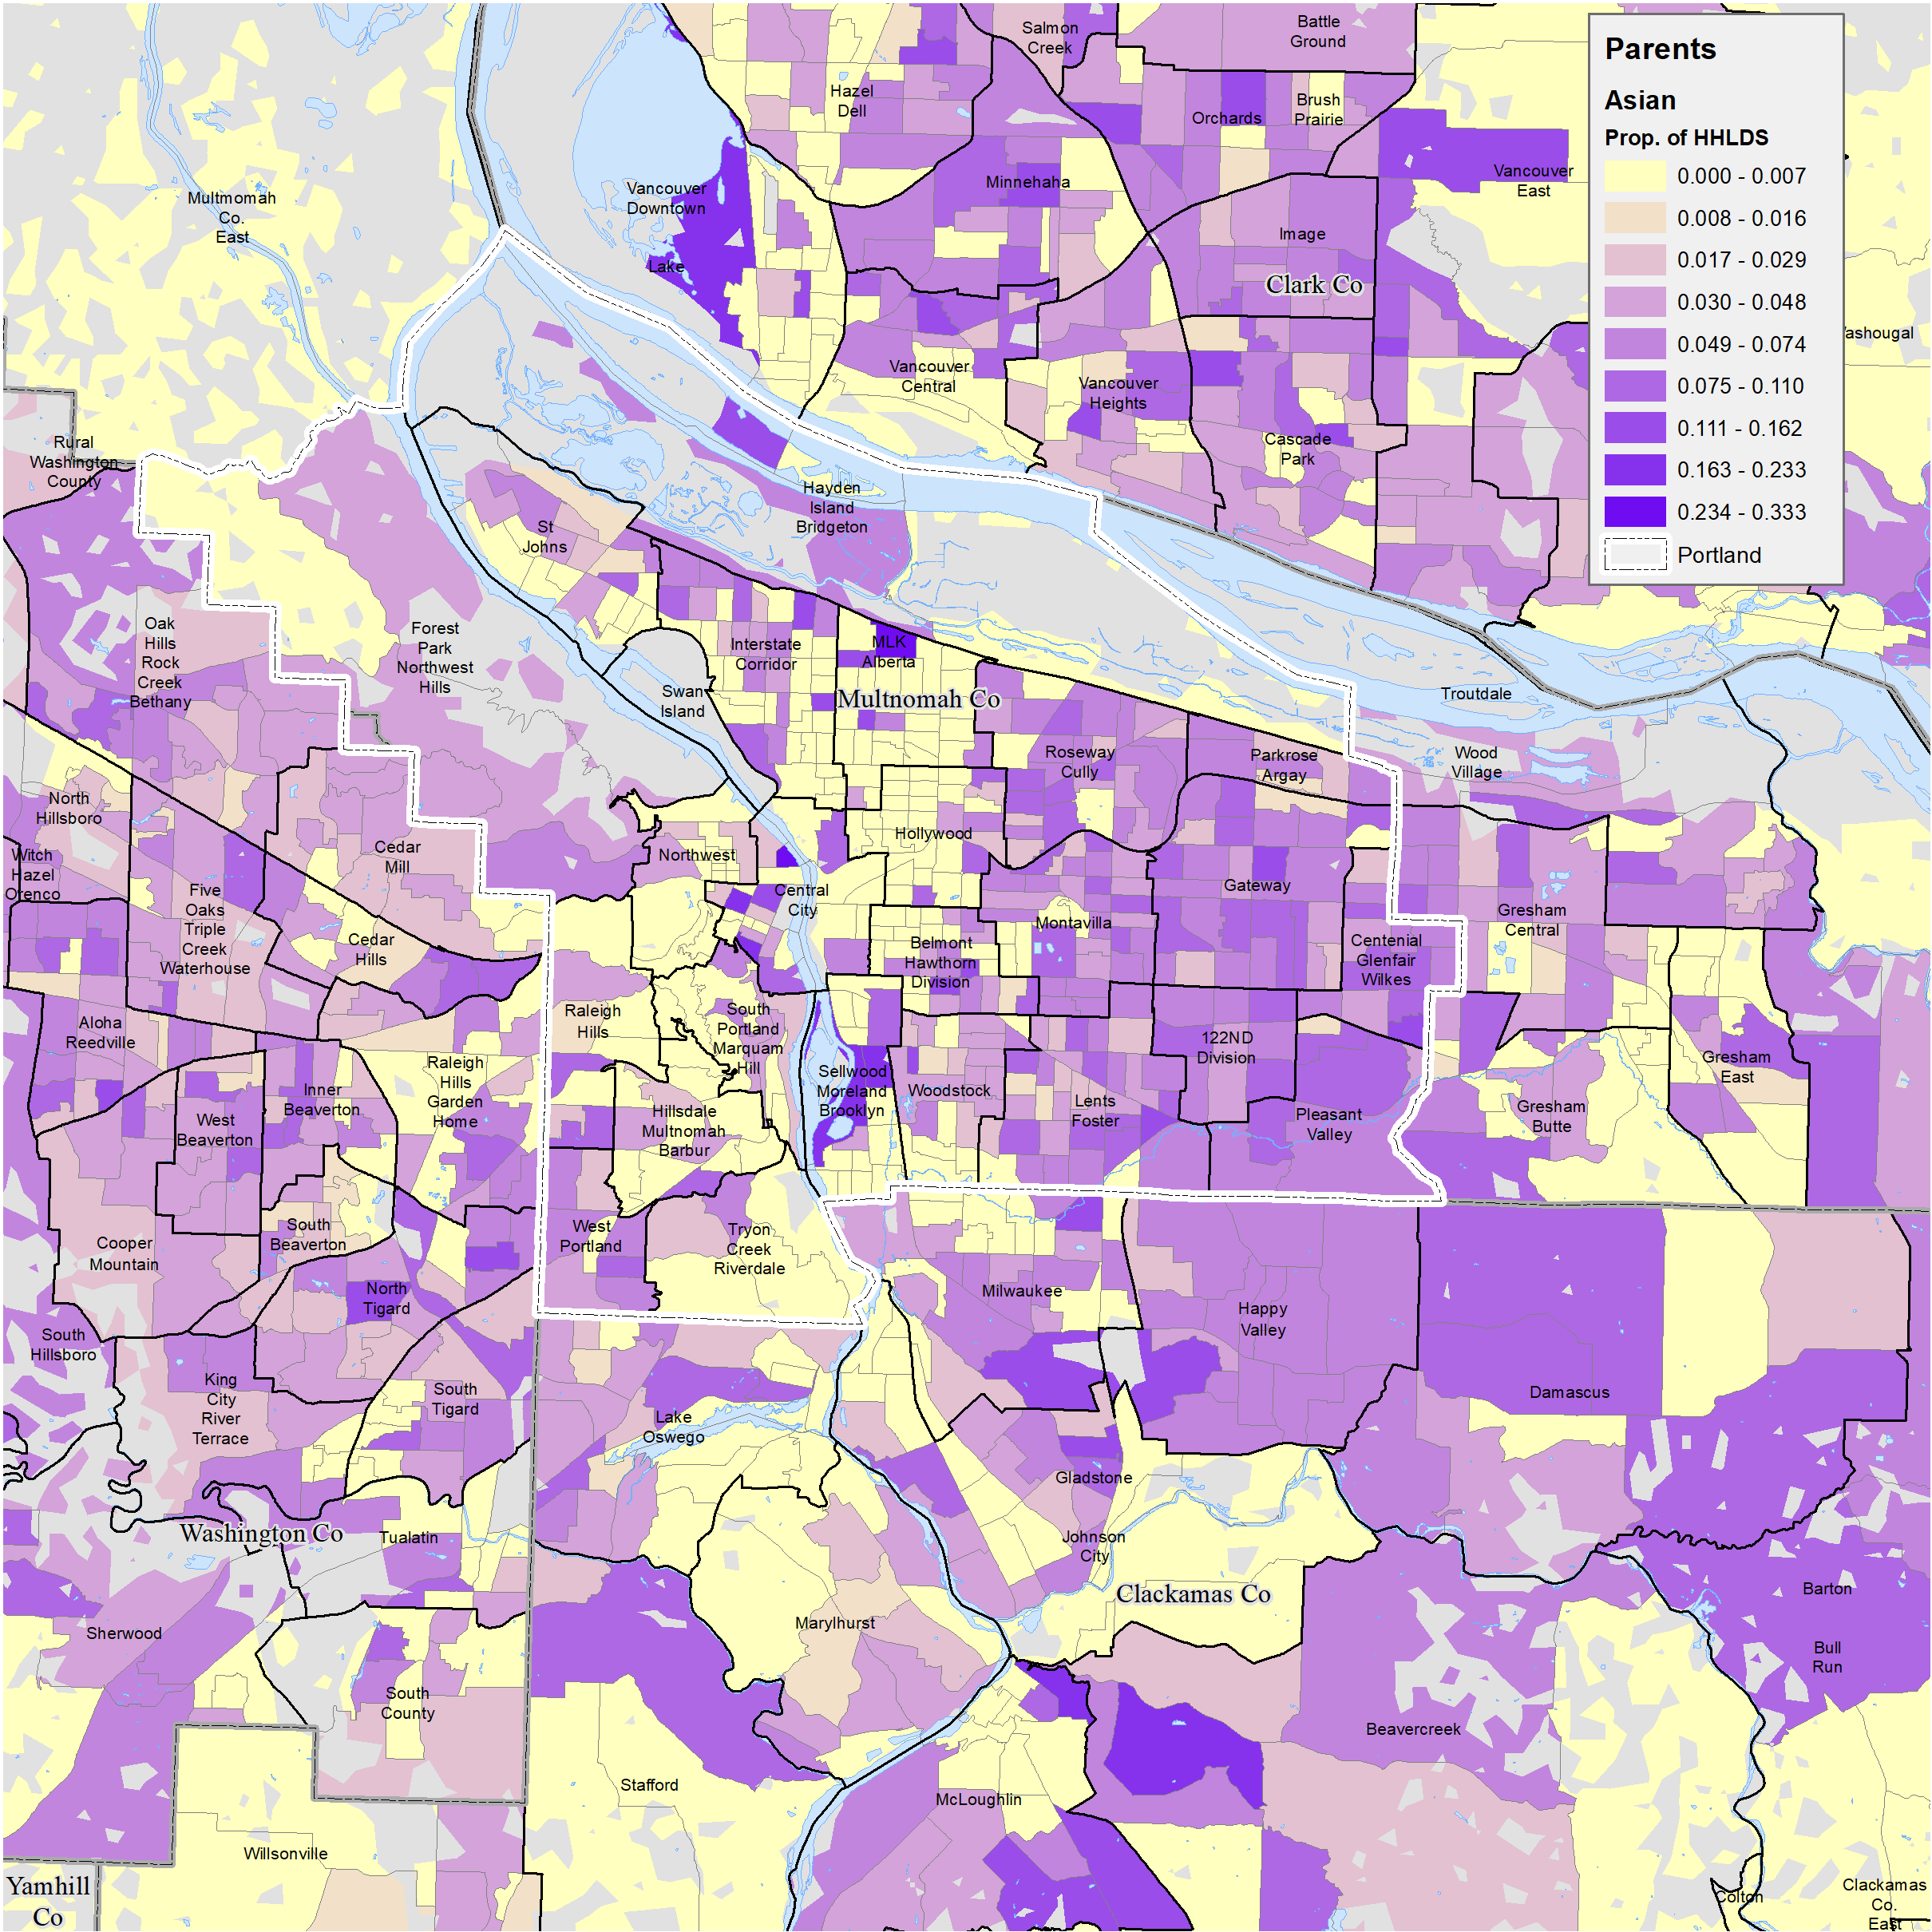 Parents
Asian
Prop. of HHLDS
0.000 - 0.007
0.008 - 0.016
0.017 - 0.029
0.030 - 0.048
0.049 - 0.074
0.075 - 0.110
0.111 - 0.162
0.163 - 0.233
0.234 - 0.333
Portland
Salmon
Creek
Battle
Ground
Hazel
Dell
Orchards
Brush
Prairie
Vancouver
East
Minnehaha
Vancouver
Downtown
Lake
Multmomah
Co.
East
Image
Clark Co
ashougal
Vancouver
Central
Vancouver
Heights
Cascade
Park
Rural
Washington
County
Hayden
Island
Bridgeton
St
Johns
Oak
Hills
Rock
Creek
Bethany
Forest
Park
Northwest
Hills
Interstate
Corridor
MLK
Alberta
Multnomah Co
Swan
Island
Troutdale
Roseway
Cully
Parkrose
Argay
Wood
Village
North
Hillsboro
Cedar
Mill
Northwest
Hollywood
Witch
Hazel
Orenco
Five
Oaks
Triple
Creek
Waterhouse
Central
City
Gateway
Montavilla
Gresham
Central
Cedar
Hills
Belmont
Hawthorn
Division
Centenial
Glenfair
Wilkes
Aloha
Reedville
Raleigh
Hills
South
Portland
Marquam
Hill
122ND
Division
Gresham
East
Raleigh
Hills
Garden
Home
Inner
Beaverton
West
Beaverton
Sellwood
Moreland
Brooklyn
Woodstock
Lents
Foster
Hillsdale
Multnomah
Barbur
Pleasant
Valley
Gresham
Butte
Cooper
Mountain
South
Beaverton
West
Portland
Tryon
Creek
Riverdale
North
Tigard
Milwaukee
Happy
Valley
South
Hillsboro
King
City
River
Terrace
South
Tigard
Lake
Oswego
Damascus
Gladstone
Washington Co
Tualatin
Johnson
City
Clackamas Co
Barton
Sherwood
Marylhurst
Bull
Run
South
County
Beavercreek
Stafford
McLoughlin
Willsonville
Yamhill
Co
Colton
Clackamas
Co.
East